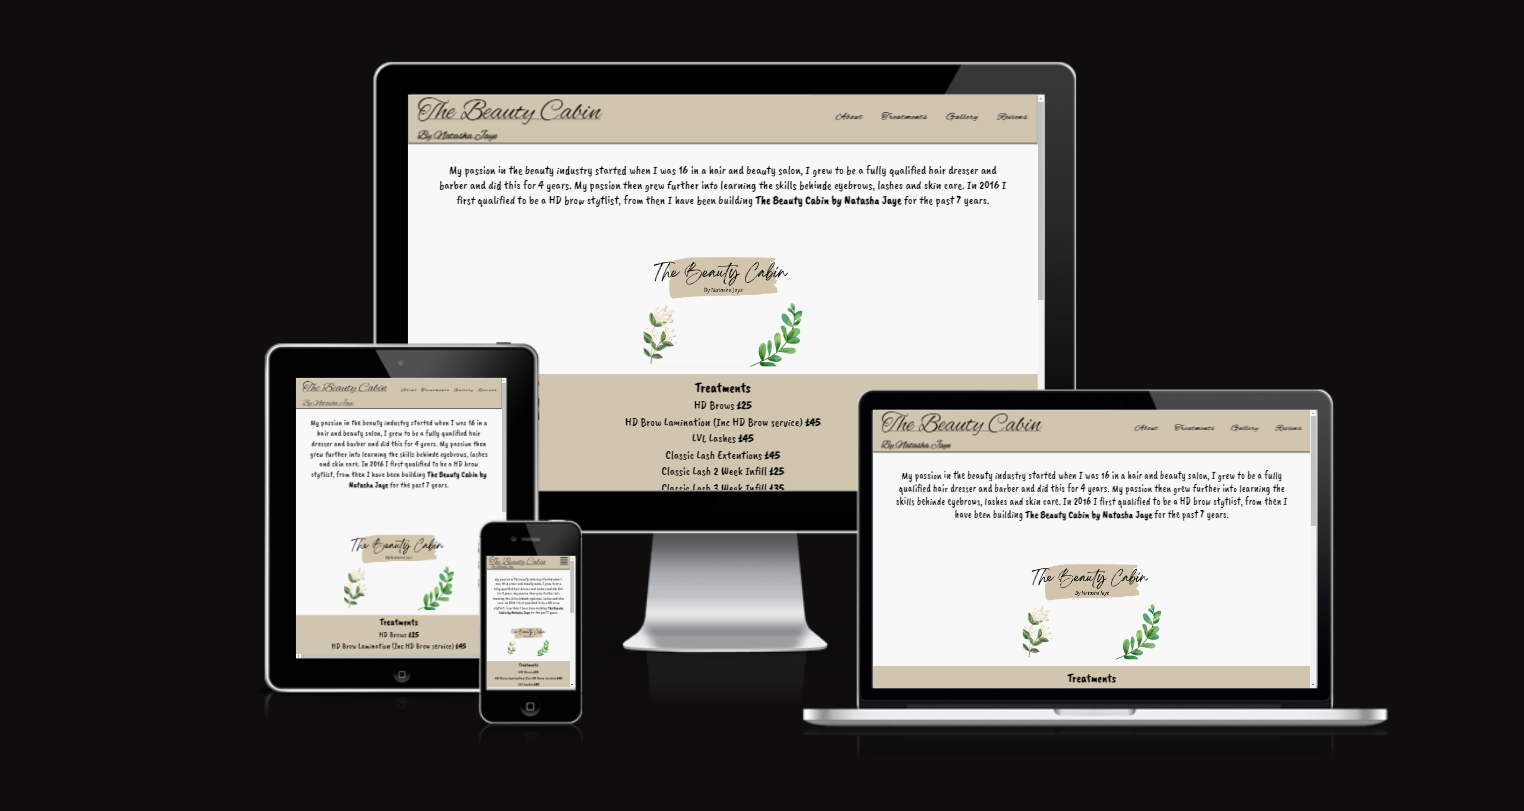 The Beauty Cabin
By Natasha Jaye
About Treatments Gallery Reviews
My passion in the beauty industry started when I was 16 in a hair and beauty salon, I grew to be a fully qualified hair dresser and
barber and did this for 4 years. My passion then grew further into learning the skills behinde eyebrows, lashes and skin care. In 2016 I
first qualified to be a HD brow stytlist, from then I have been building The Beauty Cabin by Natasha Jaye for the past 7 years.
The Beauty Cabin
By Natasha Jaye
Treatments
HD Brows £25
HD Brow Lamination (Inc HD Brow service) £45
LVL Lashes £45
Classic Lash Extentions £45
Classic Lash 2 Week Infill £25
Classic Lash 3 Week Infill £35
The Beauty Cabin
By Natasha Jaye
About Treatments Gallery Reviews
My passion in the beauty industry started when I was 16 in a
hair and beauty salon, I grew to be a fully qualified hair
dresser and barber and did this for 4 years. My passion then
grew further into learning the skills behinde eyebrows, lashes
and skin care. In 2016 I first qualified to be a HD brow
stytlist, from then I have been building The Beauty Cabin by
Natasha Jaye for the past 7 years.
The Beauty Cabin
By Natasha Jaye
Treatments
HD Brows £25
HD Brow Lamination (Inc HD Brow service) £45
The Beauty Cabin
The Beauty Cabin
Treatments
HD Brows £25
HD Brow Lamination (Inc HD Brow service) £45
LVL Lashes £45
The Beauty Cabin
By Natasha Jaye
About Treatments Gallery Reviews
My passion in the beauty industry started when I was 16 in a hair and beauty salon, I grew to be a fully
qualified hair dresser and barber and did this for 4 years. My passion then grew further into learning the
skills behinde eyebrows, lashes and skin care. In 2016 I first qualified to be a HD brow stytlist, from then I
have been building The Beauty Cabin by Natasha Jaye for the past 7 years.
The Beauty Cabin
By Natasha Jaye
Treatments